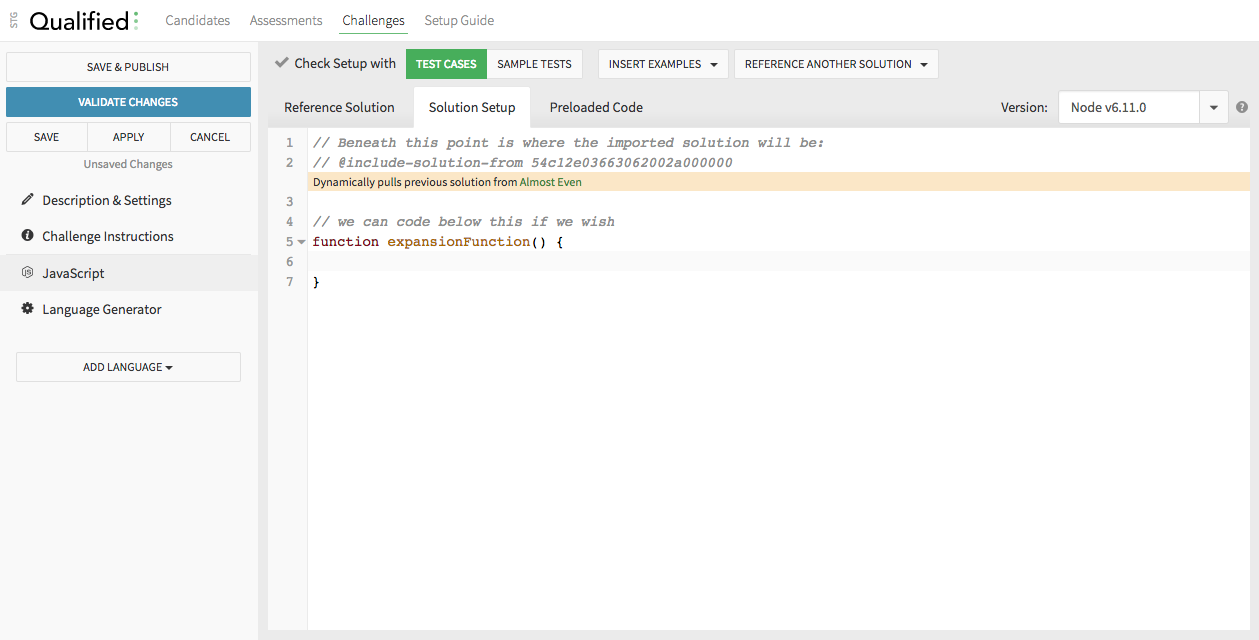 STG Qualified Candidates Assessments Challenges Setup Guide
SAVE & PUBLISH
VALIDATE CHANGES
SAVE APPLY CANCEL
Unsaved Changes
Description & Settings
Challenge Instructions
JavaScript
Language Generator
ADD LANGUAGE
Check Setup with TEST CASES SAMPLE TESTS INSERT EXAMPLES REFERENCE ANOTHER SOLUTION
Reference Solution Solution Setup Preloaded Code Version: Node v6.11.0 ?
1 // Beneath this point is where the imported solution will be:
2 // @include-solution-from 54c12e03663062002a000000
Dynamically pulls previous solution from Almost Even
3
4 // we can code below this if we wish
5 function expansionFunction() {
6
7 }